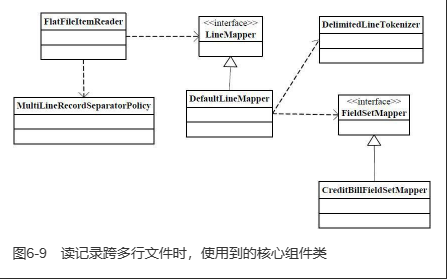 FlatFileItemReader
<<interface>>
LineMapper
DelimitedLineTokenizer
MultiLineRecordSeparatorPolicy
DefaultLineMapper
<<interface>>
FieldSetMapper
CreditBillFieldSetMapper
图6-9 读记录跨多行文件时，使用到的核心组件类